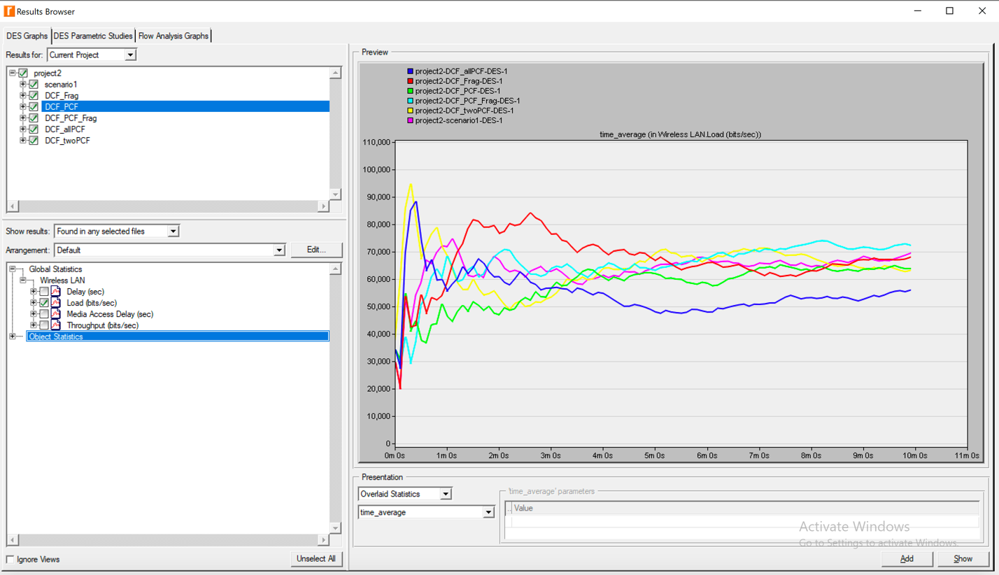 Results Browser
DES Graphs DES Parametric Studies Flow Analysis Graphs
Results for: Current Project
project2
scenario1
DCF_Frag
DCF_PCF
DCF_PCF_Frag
DCF_allPCF
DCF_twoPCF
Show results: Found in any selected files
Arrangement: Default Edit...
Global Statistics
Wireless LAN
Delay (sec)
Load (bits/sec)
Media Access Delay (sec)
Throughput (bits/sec)
Object Statistics
Ignore Views Unselect All
Preview
project2-DCF_allPCF-DES-1
project2-DCF_Frag-DES-1
project2-DCF_PCF-DES-1
project2-DCF_PCF_Frag-DES-1
project2-DCF_twoPCF-DES-1
project2-scenario1-DES-1
time_average (in Wireless LAN.Load (bits/sec))
110,000
100,000
90,000
80,000
70,000
60,000
50,000
40,000
30,000
20,000
10,000
0
0m 0s 1m 0s 2m 0s 3m 0s 4m 0s 5m 0s 6m 0s 7m 0s 8m 0s 9m 0s 10m 0s 11m 0s
Presentation
Overlaid Statistics
time_average
'time_average' parameters
.. Value
Activate Windows
Go to Settings to activate Windows.
Add Show